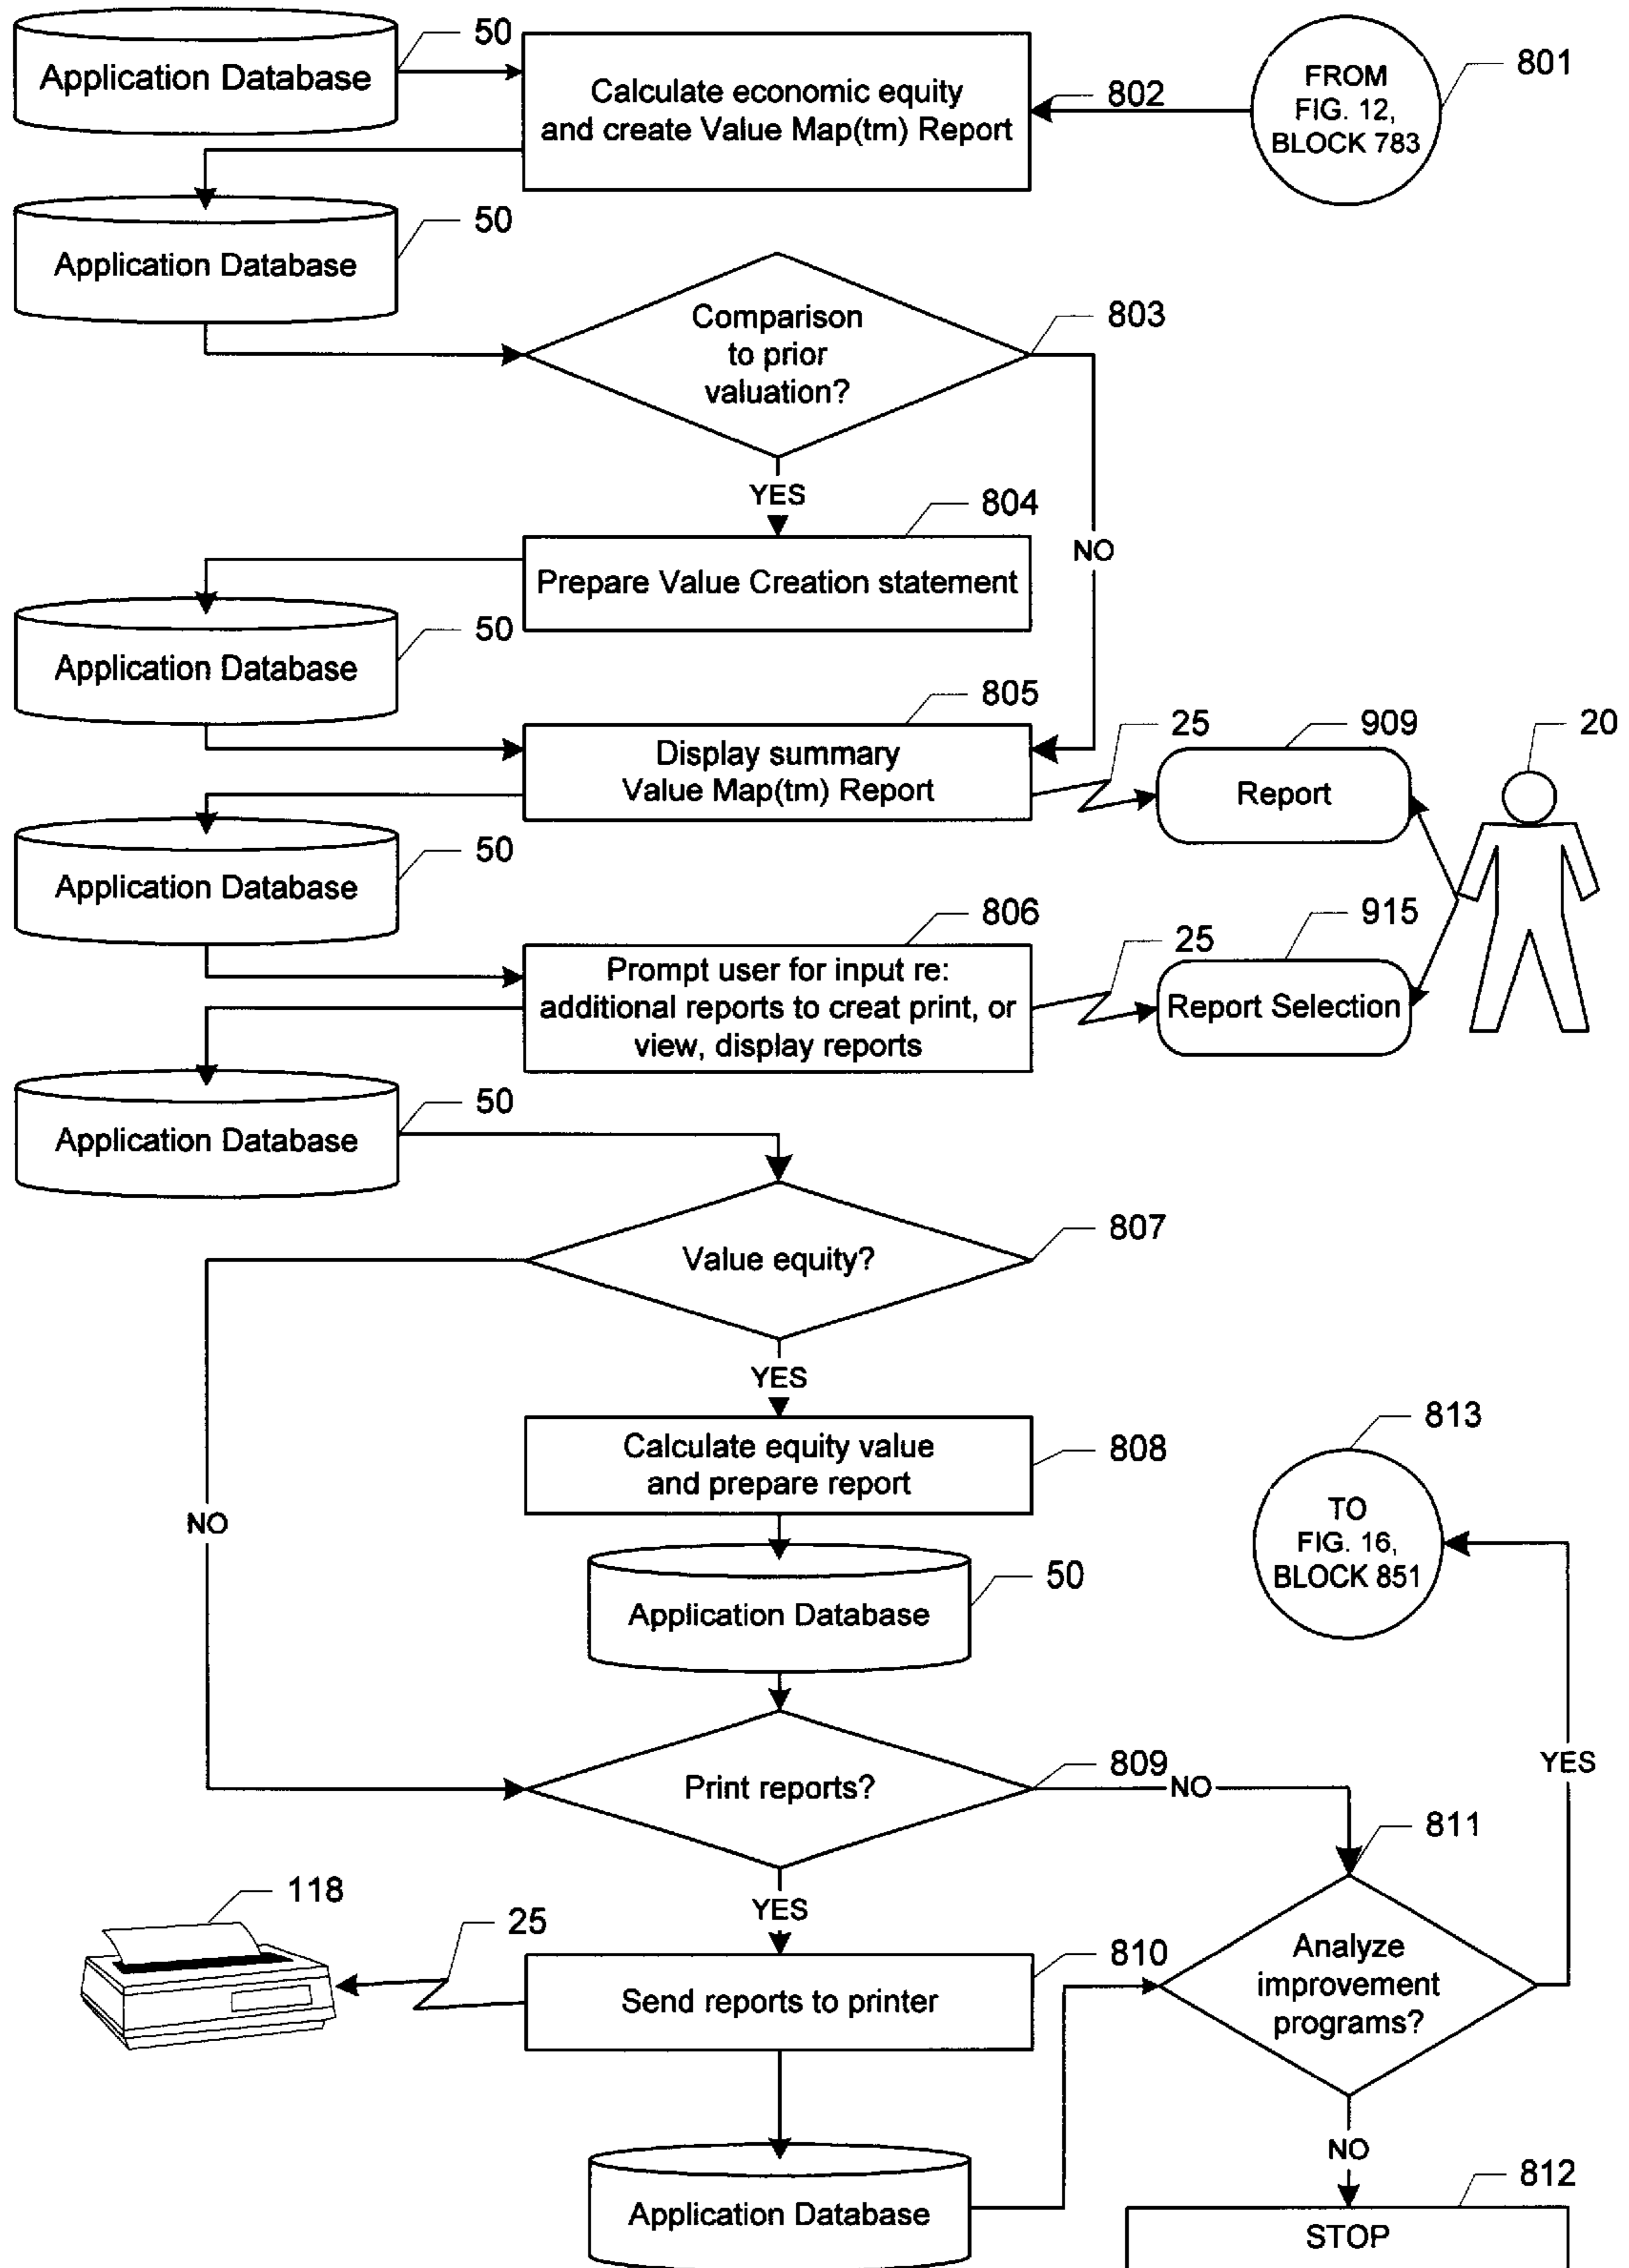 50
Application Database
Calculate economic equity
and create Value Map(tm) Report
802
FROM
FIG. 12,
BLOCK 783
801
50
Application Database
Comparison
to prior
valuation?
803
YES
NO
804
Prepare Value Creation statement
50
Application Database
805
Display summary
Value Map(tm) Report
25
909
Report
20
50
Application Database
806
Prompt user for input re:
additional reports to creat print, or
view, display reports
25
915
Report Selection
50
Application Database
807
Value equity?
YES
NO
808
Calculate equity value
and prepare report
813
TO
FIG. 16,
BLOCK 851
50
Application Database
809
Print reports?
NO
YES
811
118
25
YES
810
Send reports to printer
Analyze
improvement
programs?
NO
812
Application Database
STOP